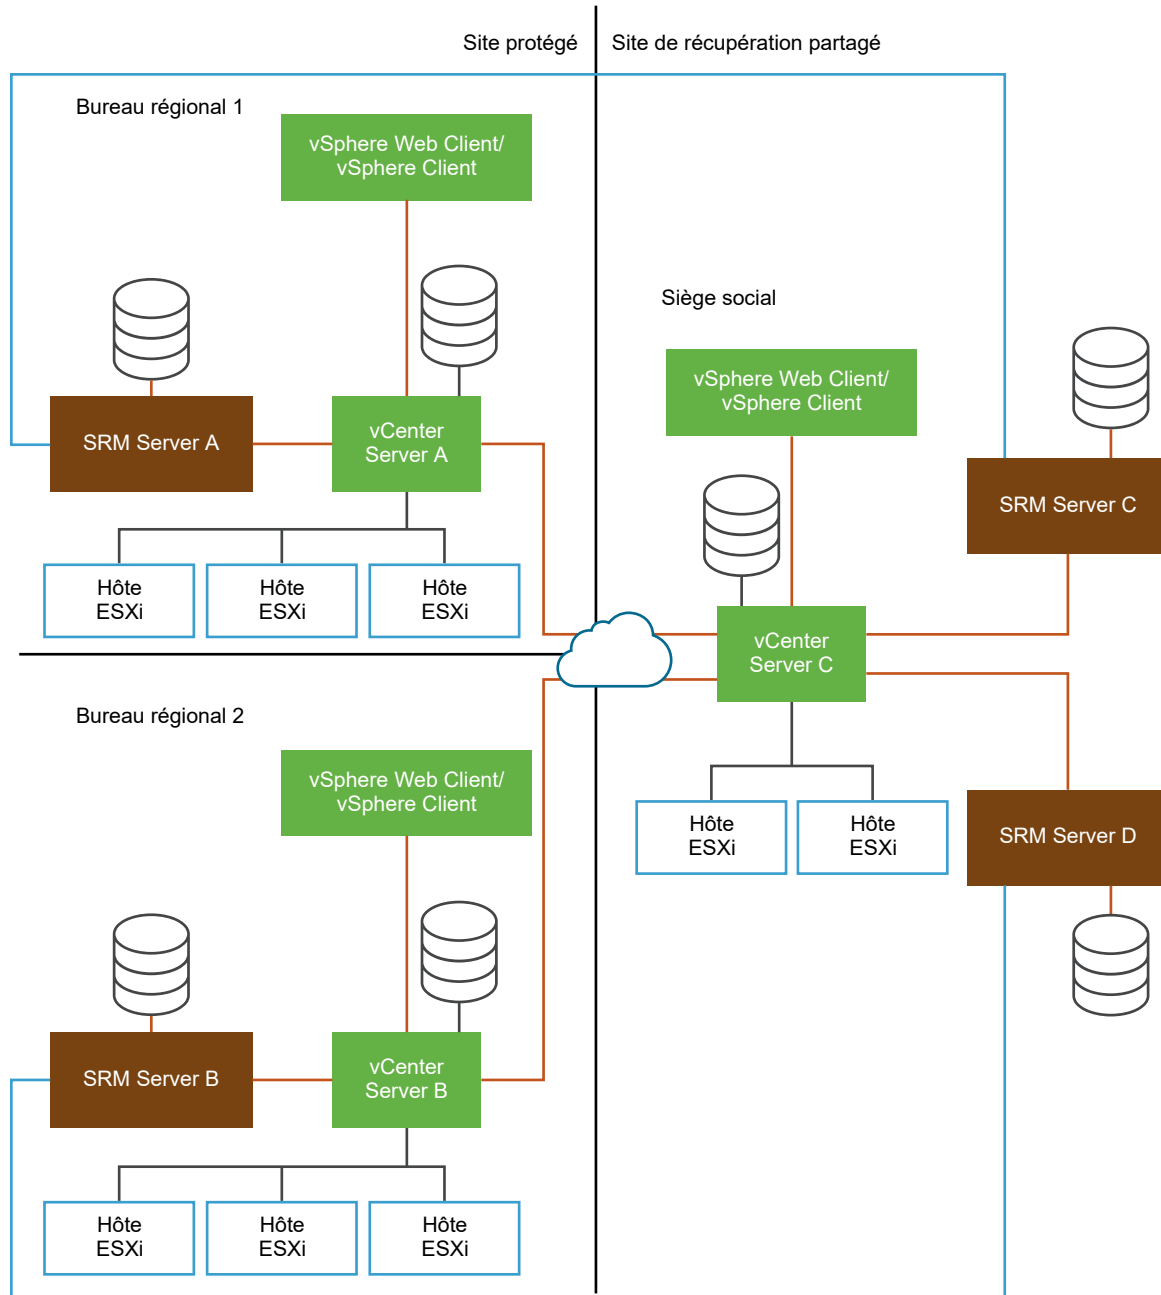 Site protégé
Site de récupération partagé
Bureau régional 1
vSphere Web Client/
vSphere Client
SRM Server A
vCenter
Server A
Hôte
ESXi
Hôte
ESXi
Hôte
ESXi
Siège social
vSphere Web Client/
vSphere Client
SRM Server C
vCenter
Server C
Hôte
ESXi
Hôte
ESXi
SRM Server D
Bureau régional 2
vSphere Web Client/
vSphere Client
SRM Server B
vCenter
Server B
Hôte
ESXi
Hôte
ESXi
Hôte
ESXi